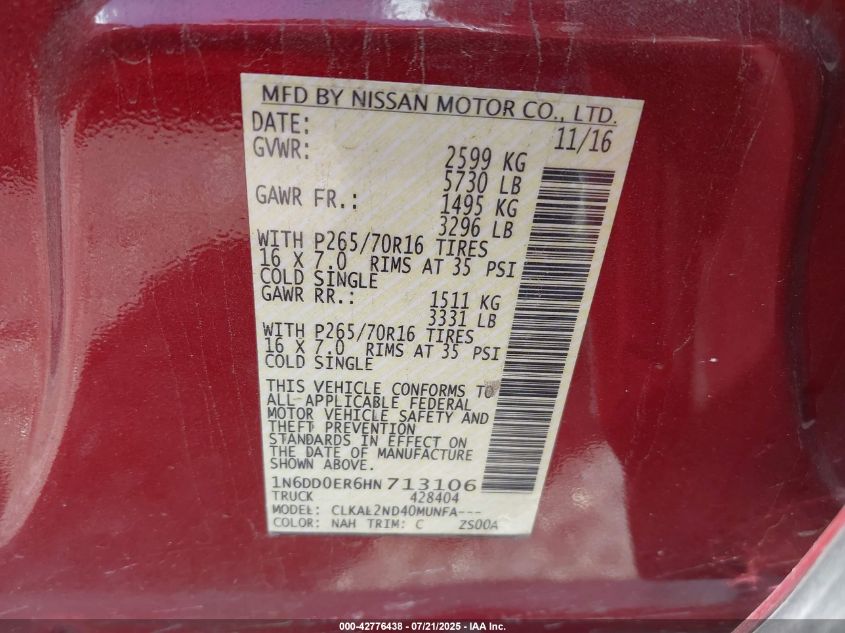 MFD BY NISSAN MOTOR CO., LTD.
DATE: 11/16
GVWR: 2599 KG
5730 LB
GAWR FR.: 1495 KG
3296 LB
WITH P265/70R16 TIRES
16 X 7.0 RIMS AT 35 PSI
COLD SINGLE
GAWR RR.: 1511 KG
3331 LB
WITH P265/70R16 TIRES
16 X 7.0 RIMS AT 35 PSI
COLD SINGLE
THIS VEHICLE CONFORMS TO
ALL APPLICABLE FEDERAL
MOTOR VEHICLE SAFETY AND
THEFT PREVENTION
STANDARDS IN EFFECT ON
THE DATE OF MANUFACTURE
SHOWN ABOVE.
1N6DD0ER6HN713106
TRUCK 428404
MODEL: CLKAL2ND40MUNFA---
COLOR: NAH TRIM: C ZS00A
000-42776438 - 07/21/2025 - IAA Inc.